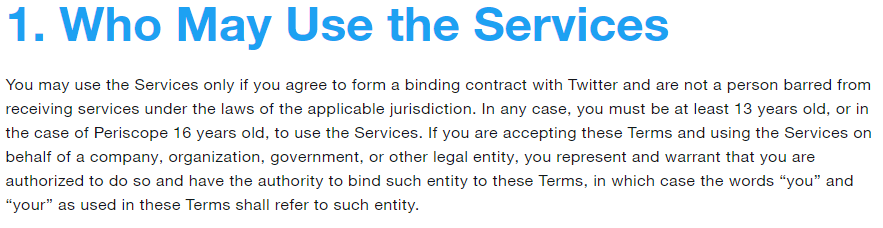 1. Who May Use the Services
You may use the Services only if you agree to form a binding contract with Twitter and are not a person barred from
receiving services under the laws of the applicable jurisdiction. In any case, you must be at least 13 years old, or in
the case of Periscope 16 years old, to use the Services. If you are accepting these Terms and using the Services on
behalf of a company, organization, government, or other legal entity, you represent and warrant that you are
authorized to do so and have the authority to bind such entity to these Terms, in which case the words “you” and
“your” as used in these Terms shall refer to such entity.